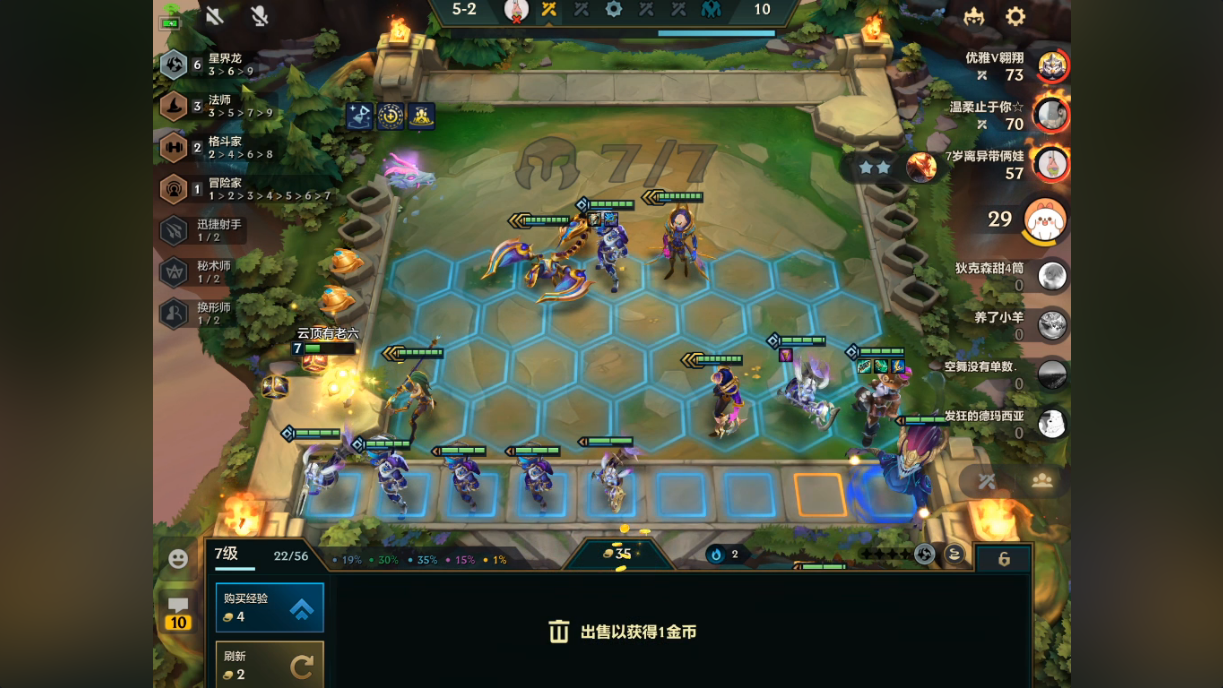 5-2
10
6 星界龙
3 > 6 > 9
3 法师
3 > 5 > 7 > 9
2 格斗家
2 > 4 > 6 > 8
1 冒险家
1 > 2 > 3 > 4 > 5 > 6 > 7
迅捷射手
1 / 2
秘术师
1 / 2
换形师
1 / 2
7/7
优雅V翱翔
73
温柔止于你☆
70
7岁离异带俩娃
57
29
狄克森甜4筒
0
养了小羊
0
空舞没有单数.
0
发狂的德玛西亚
0
云顶有老六
7
7级 22/56
19% 30% 35% 15% 1%
35
2
10
购买经验
4
刷新
2
出售以获得1金币